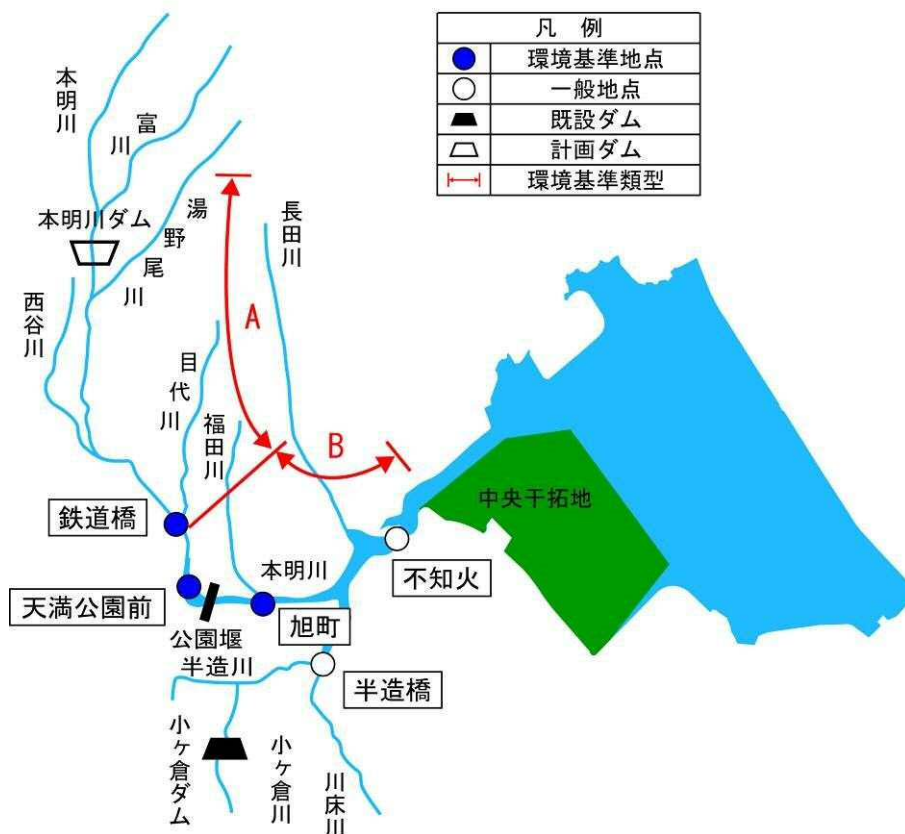 凡 例
環境基準地点
一般地点
既設ダム
計画ダム
環境基準類型
本明川
富川
湯野尾川
本明川ダム
長田川
西谷川
A
目代川
福田川
B
中央干拓地
鉄道橋
不知火
本明川
天満公園前
旭町
公園堰
半造川
半造橋
小ヶ倉ダム
小ヶ倉川
川床川